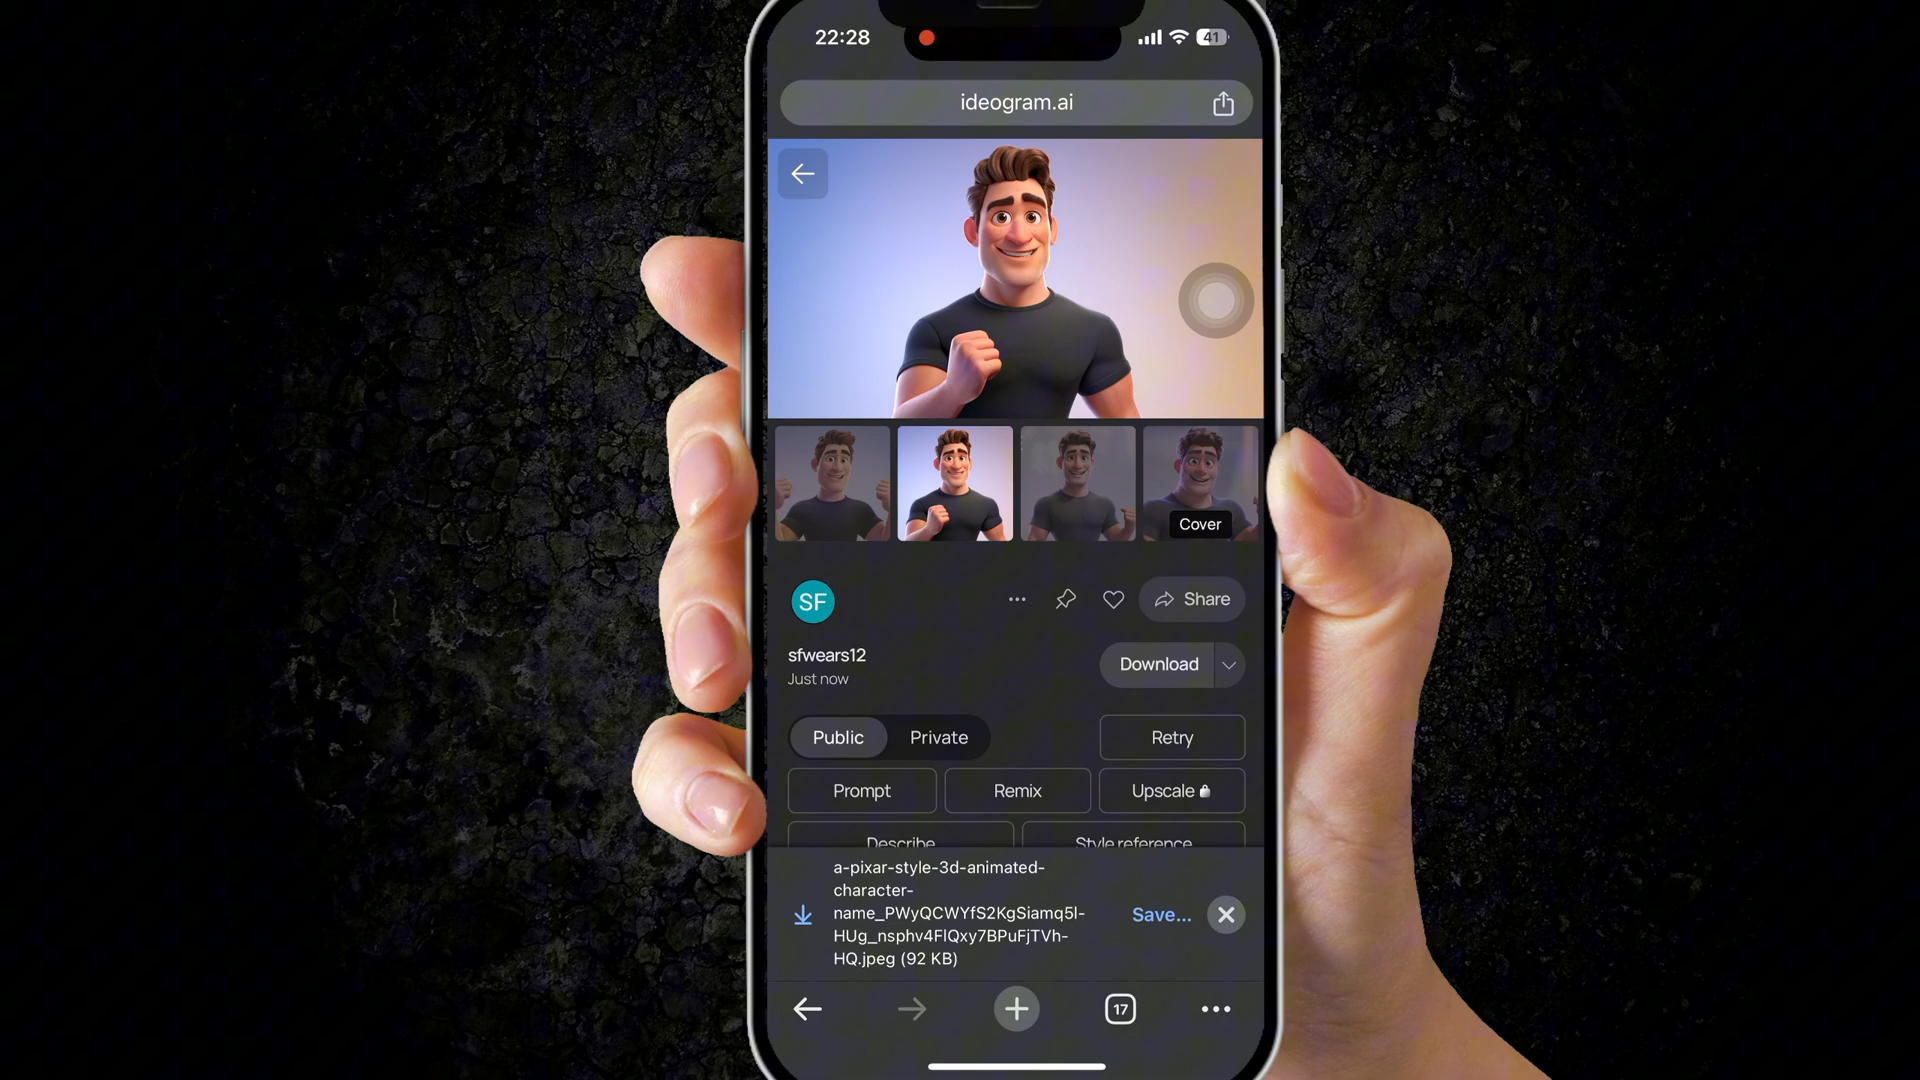 22:28
41
ideogram.ai
Cover
SF
Share
sfwears12
Download
Just now
Public Private Retry
Prompt Remix Upscale
Describe Style reference
a-pixar-style-3d-animated-
character-
name_PWyQCWYfS2KgSiamq5I-
HUg_nsphv4FlQxy7BPuFjTVh-
HQ.jpeg (92 KB)
Save...
17